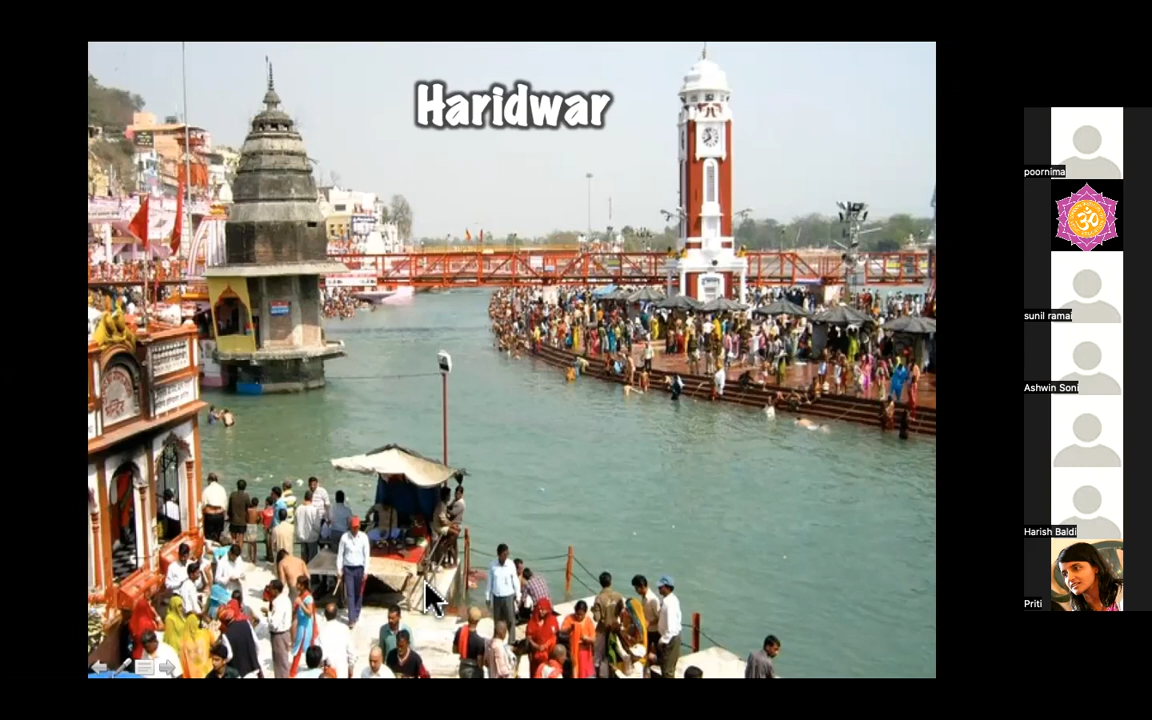 Haridwar
poornima
ॐ
sunil ramai
Ashwin Soni
Harish Baldi
Priti